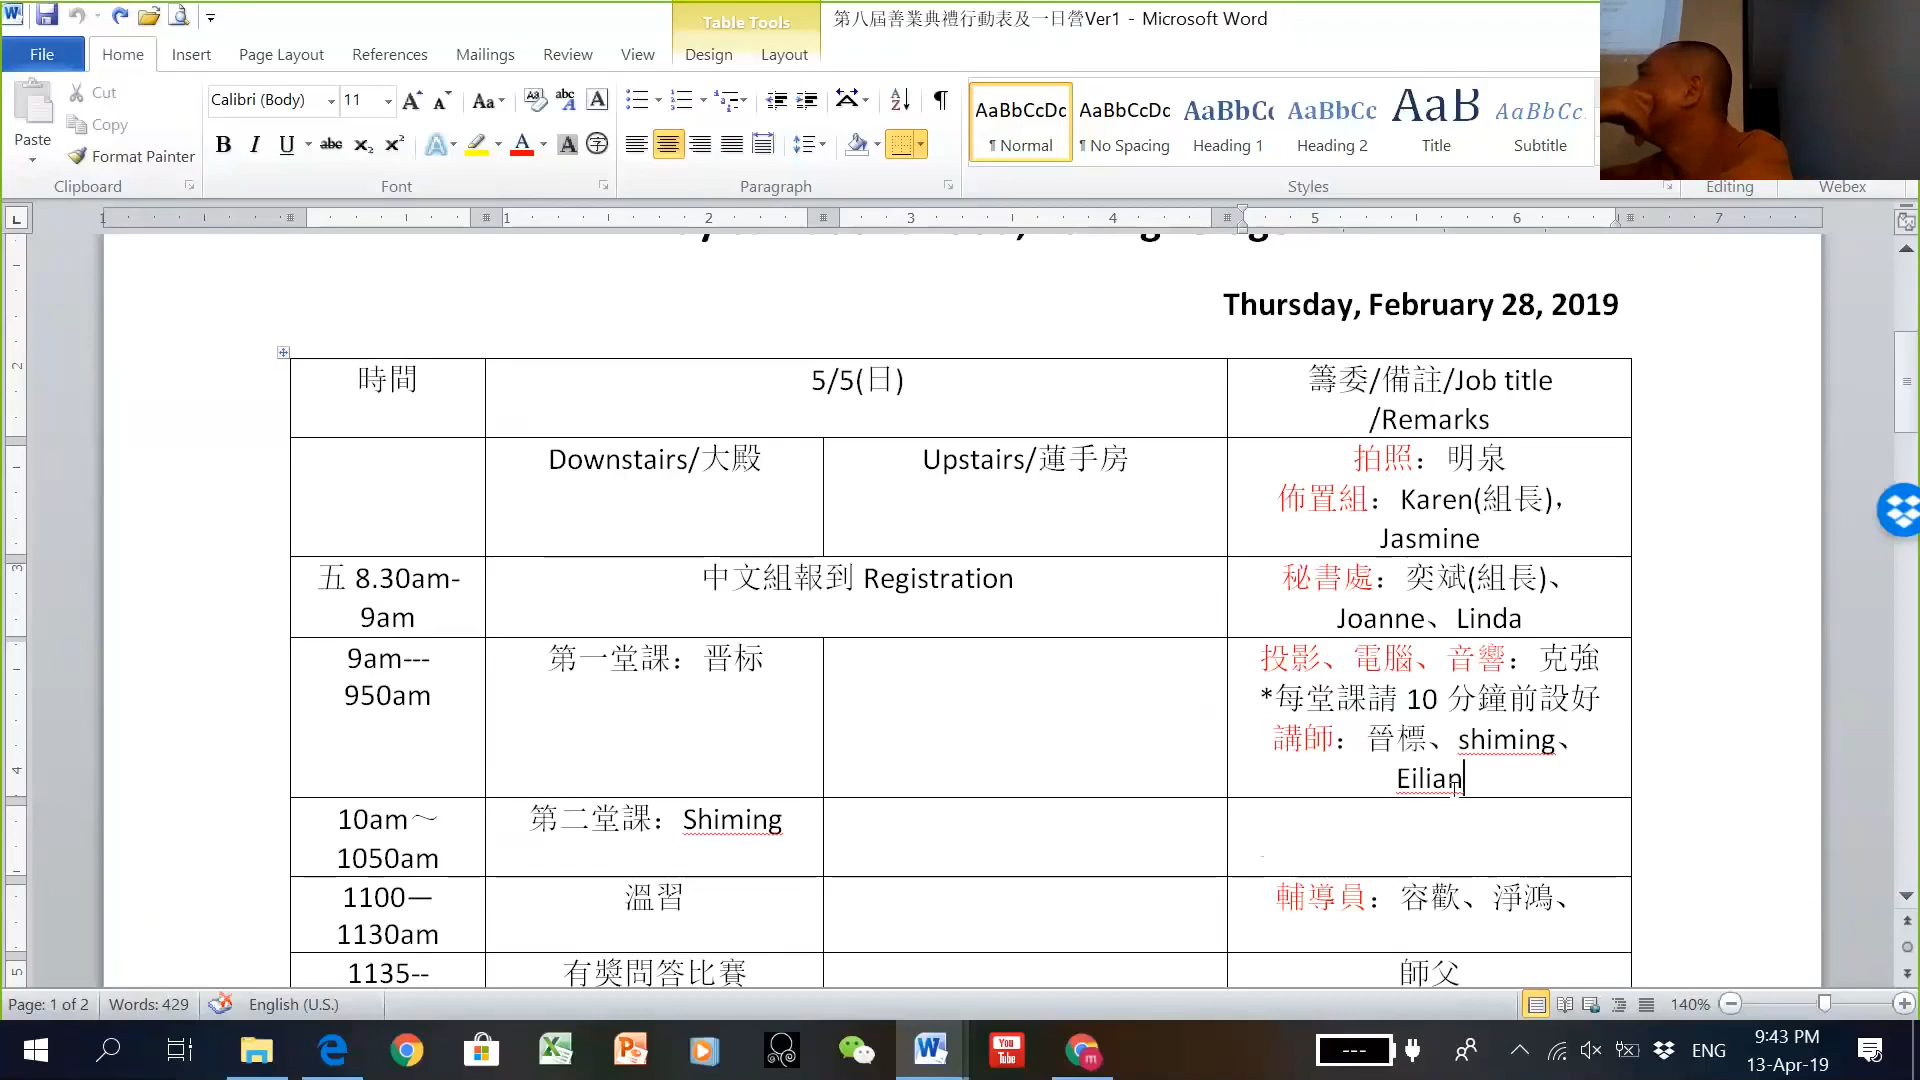 Table Tools
第八屆善業典禮行動表及一日營Ver1 - Microsoft Word
File
Home
Insert
Page Layout
References
Mailings
Review
View
Design
Layout
Paste
Cut
Copy
Format Painter
Clipboard
Calibri (Body)
11
Font
Paragraph
AaBbCcDc
¶ Normal
AaBbCcDc
¶ No Spacing
AaBbCc
Heading 1
AaBbCc
Heading 2
AaB
Title
AaBbCc.
Subtitle
Styles
Editing
Webex
Thursday, February 28, 2019
時間
5/5(日)
籌委/備註/Job title
/Remarks
Downstairs/大殿
Upstairs/蓮手房
拍照：明泉
佈置組：Karen(組長)，
Jasmine
五 8.30am-
9am
中文組報到 Registration
秘書處：奕斌(組長)、
Joanne、Linda
9am---
950am
第一堂課：晋标
投影、電腦、音響：克強
*每堂課請 10 分鐘前設好
講師：晉標、shiming、
Eilian
10am～
1050am
第二堂課：Shiming
1100—
1130am
溫習
輔導員：容歡、淨鴻、
1135--
有獎問答比賽
師父
Page: 1 of 2
Words: 429
English (U.S.)
140%
ENG
9:43 PM
13-Apr-19